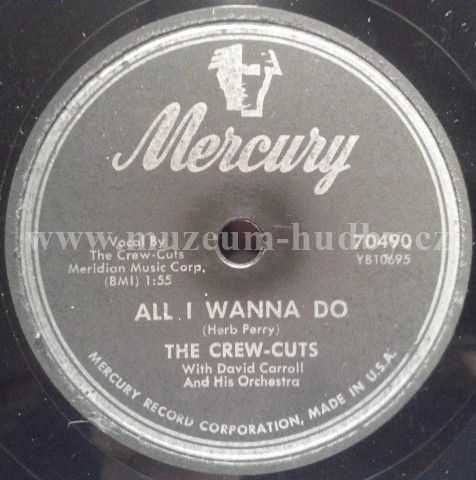 Mercury
www.muzeum-hudby.cz
Vocal By
The Crew-Cuts
Meridian Music Corp.
(BMI) 1:55
70490
YB10695
ALL I WANNA DO
(Herb Perry)
THE CREW-CUTS
With David Carroll
And His Orchestra
MERCURY RECORD CORPORATION, MADE IN U.S.A.